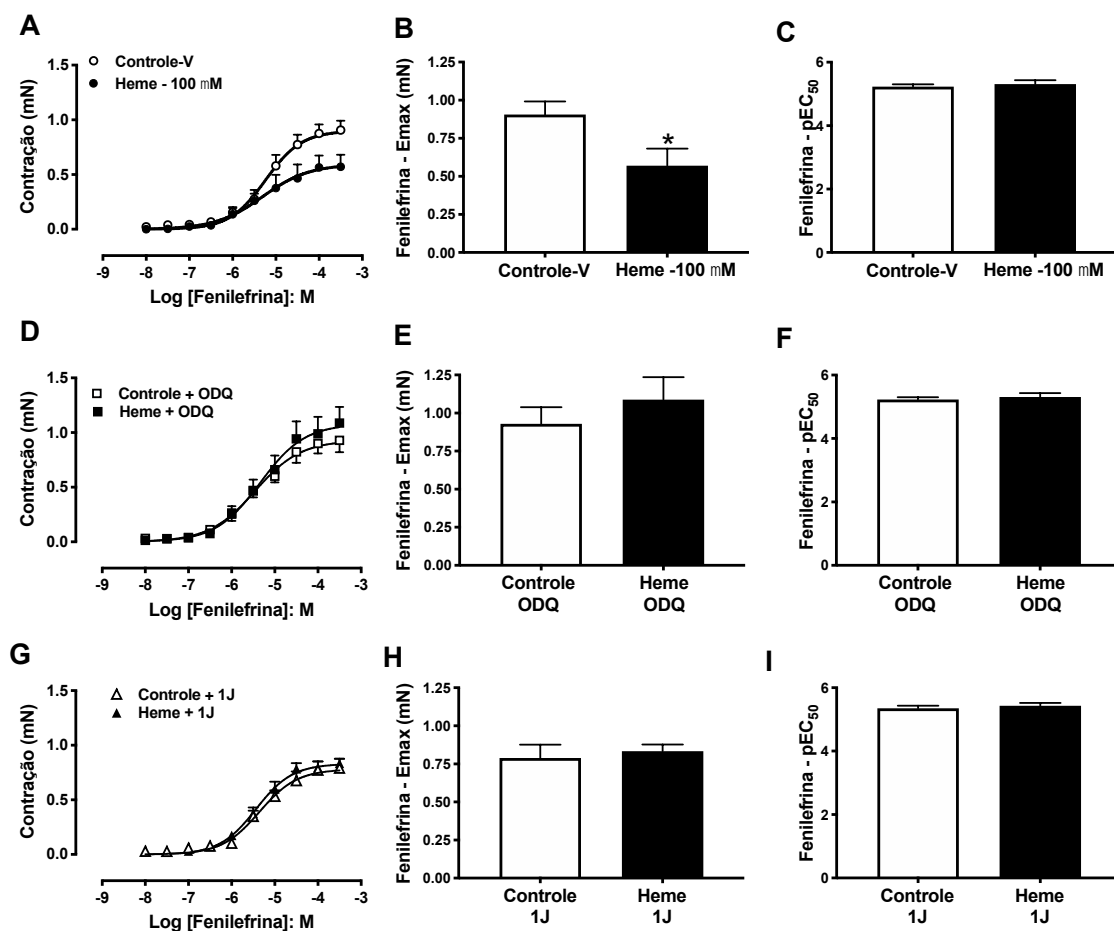 A
Controle-V
Heme - 100 mM
Contração (mN)
1.5
1.0
0.5
0.0
-9 -8 -7 -6 -5 -4 -3
Log [Fenilefrina]: M
B
Fenilefrina - Emax (mN)
1.25
1.00
0.75
0.50
0.25
0.00
*
Controle-V Heme -100 mM
C
Fenilefrina - pEC50
6
4
2
0
Controle-V Heme -100 mM
D
Controle + ODQ
Heme + ODQ
Contração (mN)
1.5
1.0
0.5
0.0
-9 -8 -7 -6 -5 -4 -3
Log [Fenilefrina]: M
E
Fenilefrina - Emax (mN)
1.25
1.00
0.75
0.50
0.25
0.00
Controle Heme
ODQ ODQ
F
Fenilefrina - pEC50
6
4
2
0
Controle Heme
ODQ ODQ
G
Controle + 1J
Heme + 1J
Contração (mN)
1.5
1.0
0.5
0.0
-9 -8 -7 -6 -5 -4 -3
Log [Fenilefrina]: M
H
Fenilefrina - Emax (mN)
1.25
1.00
0.75
0.50
0.25
0.00
Controle Heme
1J 1J
I
Fenilefrina - pEC50
6
4
2
0
Controle Heme
1J 1J